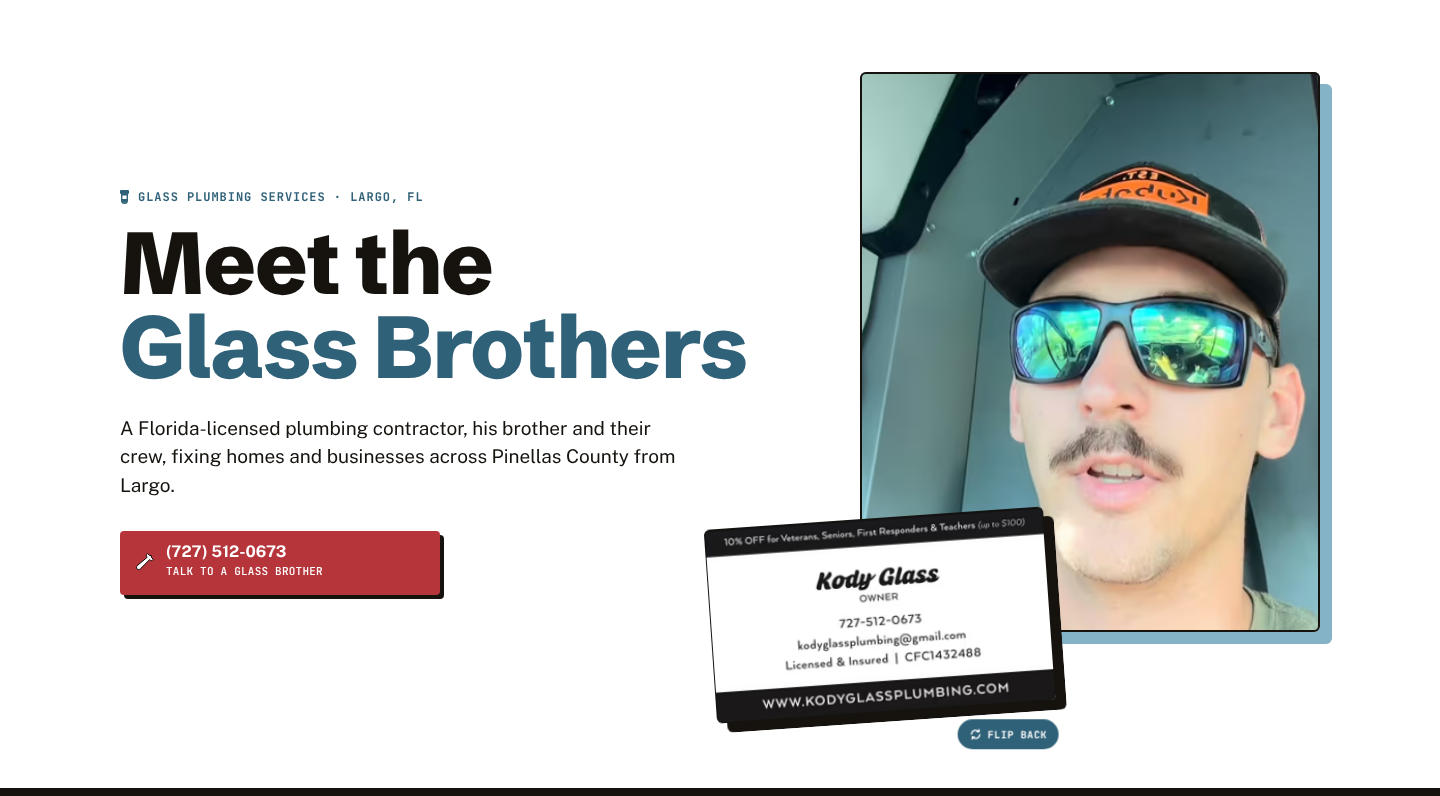 GLASS PLUMBING SERVICES · LARGO, FL
Meet the
Glass Brothers
A Florida-licensed plumbing contractor, his brother and their
crew, fixing homes and businesses across Pinellas County from
Largo.
(727) 512-0673
TALK TO A GLASS BROTHER
EST.
Kubota
10% OFF for Veterans, Seniors, First Responders & Teachers (up to $100)
Kody Glass
OWNER
727-512-0673
kodyglassplumbing@gmail.com
Licensed & Insured | CFC1432488
WWW.KODYGLASSPLUMBING.COM
FLIP BACK